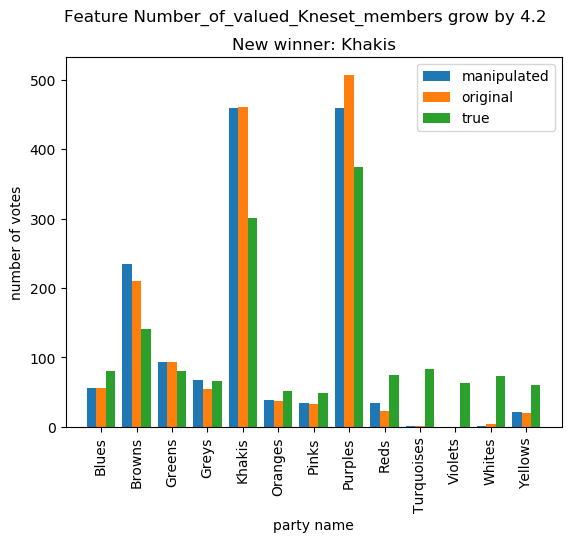 Feature Number_of_valued_Kneset_members grow by 4.2
New winner: Khakis
manipulated
original
true
number of votes
500
400
300
200
100
0
Blues
Browns
Greens
Greys
Khakis
Oranges
Pinks
Purples
Reds
Turquoises
Violets
Whites
Yellows
party name